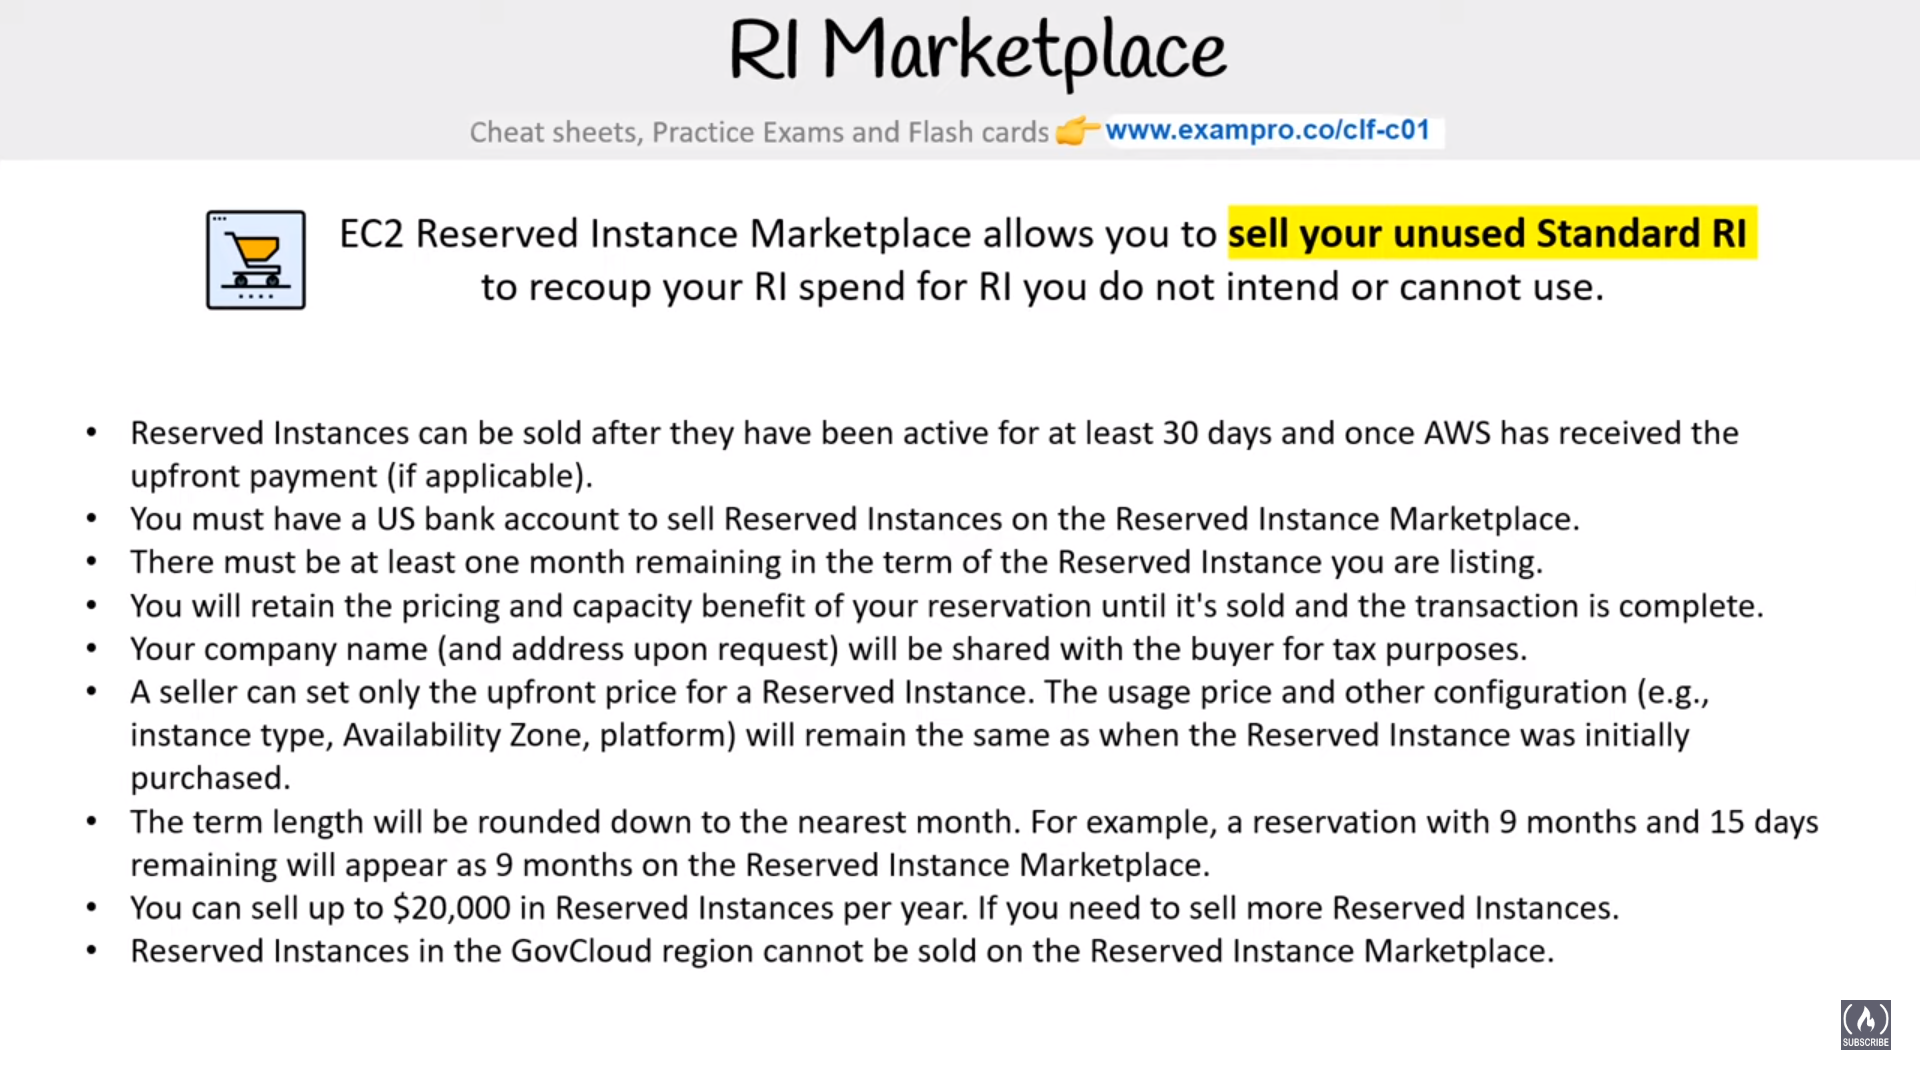 RI Marketplace
Cheat sheets, Practice Exams and Flash cards 👉 www.exampro.co/clf-c01
EC2 Reserved Instance Marketplace allows you to sell your unused Standard RI
to recoup your RI spend for RI you do not intend or cannot use.
• Reserved Instances can be sold after they have been active for at least 30 days and once AWS has received the
upfront payment (if applicable).
• You must have a US bank account to sell Reserved Instances on the Reserved Instance Marketplace.
• There must be at least one month remaining in the term of the Reserved Instance you are listing.
• You will retain the pricing and capacity benefit of your reservation until it's sold and the transaction is complete.
• Your company name (and address upon request) will be shared with the buyer for tax purposes.
• A seller can set only the upfront price for a Reserved Instance. The usage price and other configuration (e.g.,
instance type, Availability Zone, platform) will remain the same as when the Reserved Instance was initially
purchased.
• The term length will be rounded down to the nearest month. For example, a reservation with 9 months and 15 days
remaining will appear as 9 months on the Reserved Instance Marketplace.
• You can sell up to $20,000 in Reserved Instances per year. If you need to sell more Reserved Instances.
• Reserved Instances in the GovCloud region cannot be sold on the Reserved Instance Marketplace.
SUBSCRIBE